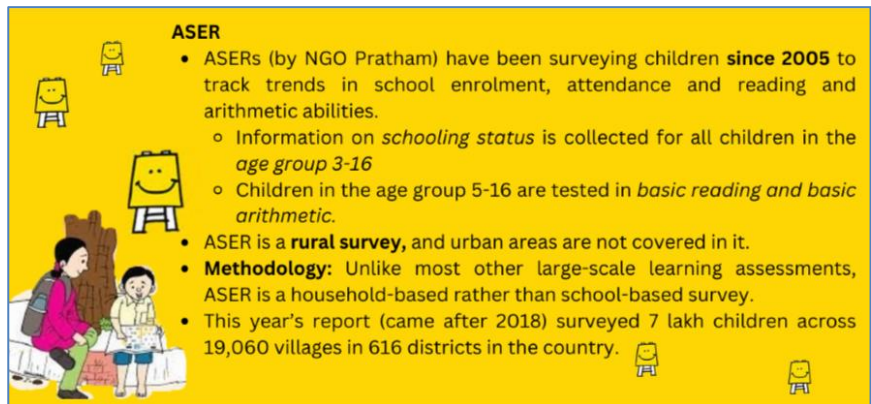 ASER
• ASERs (by NGO Pratham) have been surveying children since 2005 to
track trends in school enrolment, attendance and reading and
arithmetic abilities.
○ Information on schooling status is collected for all children in the
age group 3-16
○ Children in the age group 5-16 are tested in basic reading and basic
arithmetic.
• ASER is a rural survey, and urban areas are not covered in it.
• Methodology: Unlike most other large-scale learning assessments,
ASER is a household-based rather than school-based survey.
• This year's report (came after 2018) surveyed 7 lakh children across
19,060 villages in 616 districts in the country.